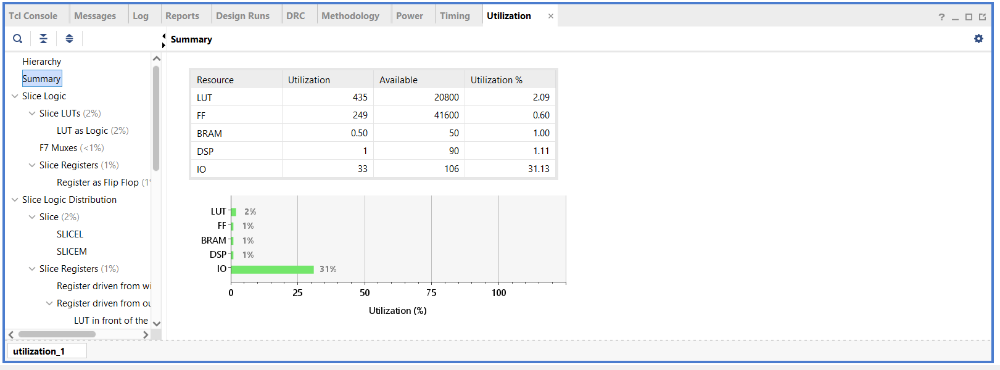 Tcl Console Messages Log Reports Design Runs DRC Methodology Power Timing Utilization × ?
Summary
Hierarchy
Summary
Slice Logic
Slice LUTs (2%)
LUT as Logic (2%)
F7 Muxes (<1%)
Slice Registers (1%)
Register as Flip Flop (1%
Slice Logic Distribution
Slice (2%)
SLICEL
SLICEM
Slice Registers (1%)
Register driven from wi
Register driven from ou
LUT in front of the
Resource Utilization Available Utilization %
LUT 435 20800 2.09
FF 249 41600 0.60
BRAM 0.50 50 1.00
DSP 1 90 1.11
IO 33 106 31.13
LUT 2%
FF 1%
BRAM 1%
DSP 1%
IO 31%
0 25 50 75 100
Utilization (%)
utilization_1